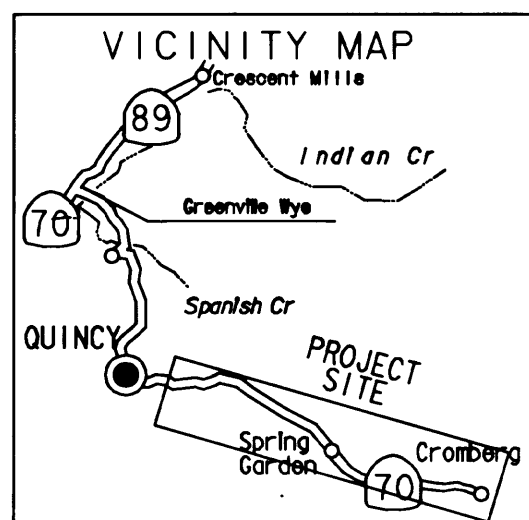 VICINITY MAP
Crescent Mills
89
Indian Cr
Greenville Wye
70
Spanish Cr
QUINCY
PROJECT
SITE
Spring
Garden
Cromberg
70